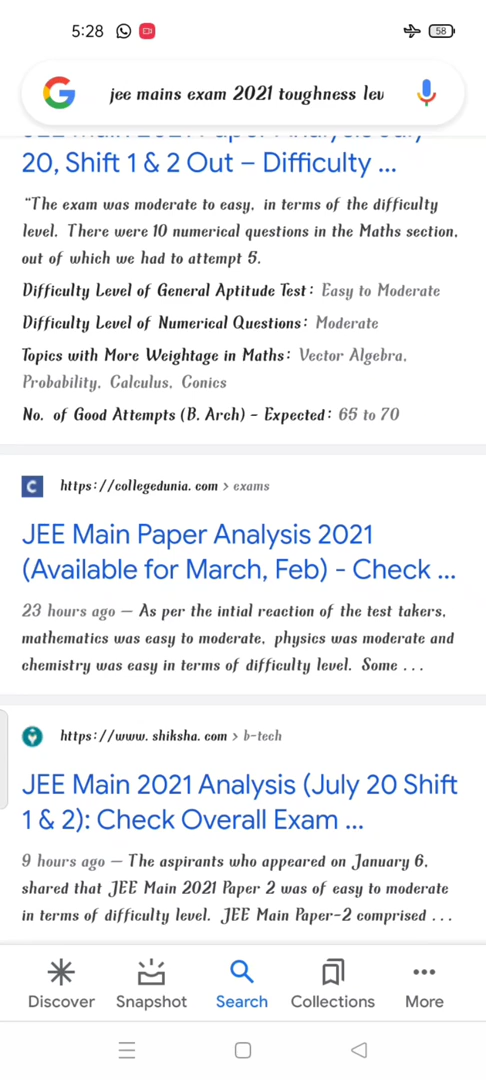 5:28
58
jee mains exam 2021 toughness lev
20, Shift 1 & 2 Out – Difficulty ...
"The exam was moderate to easy, in terms of the difficulty
level. There were 10 numerical questions in the Maths section,
out of which we had to attempt 5.
Difficulty Level of General Aptitude Test: Easy to Moderate
Difficulty Level of Numerical Questions: Moderate
Topics with More Weightage in Maths: Vector Algebra,
Probability, Calculus, Conics
No. of Good Attempts (B. Arch) - Expected: 65 to 70
C
https://collegedunia. com > exams
JEE Main Paper Analysis 2021
(Available for March, Feb) - Check ...
23 hours ago — As per the intial reaction of the test takers,
mathematics was easy to moderate, physics was moderate and
chemistry was easy in terms of difficulty level. Some ...
https://www. shiksha. com > b-tech
JEE Main 2021 Analysis (July 20 Shift
1 & 2): Check Overall Exam ...
9 hours ago — The aspirants who appeared on January 6,
shared that JEE Main 2021 Paper 2 was of easy to moderate
in terms of difficulty level. JEE Main Paper-2 comprised ...
Discover Snapshot Search Collections More